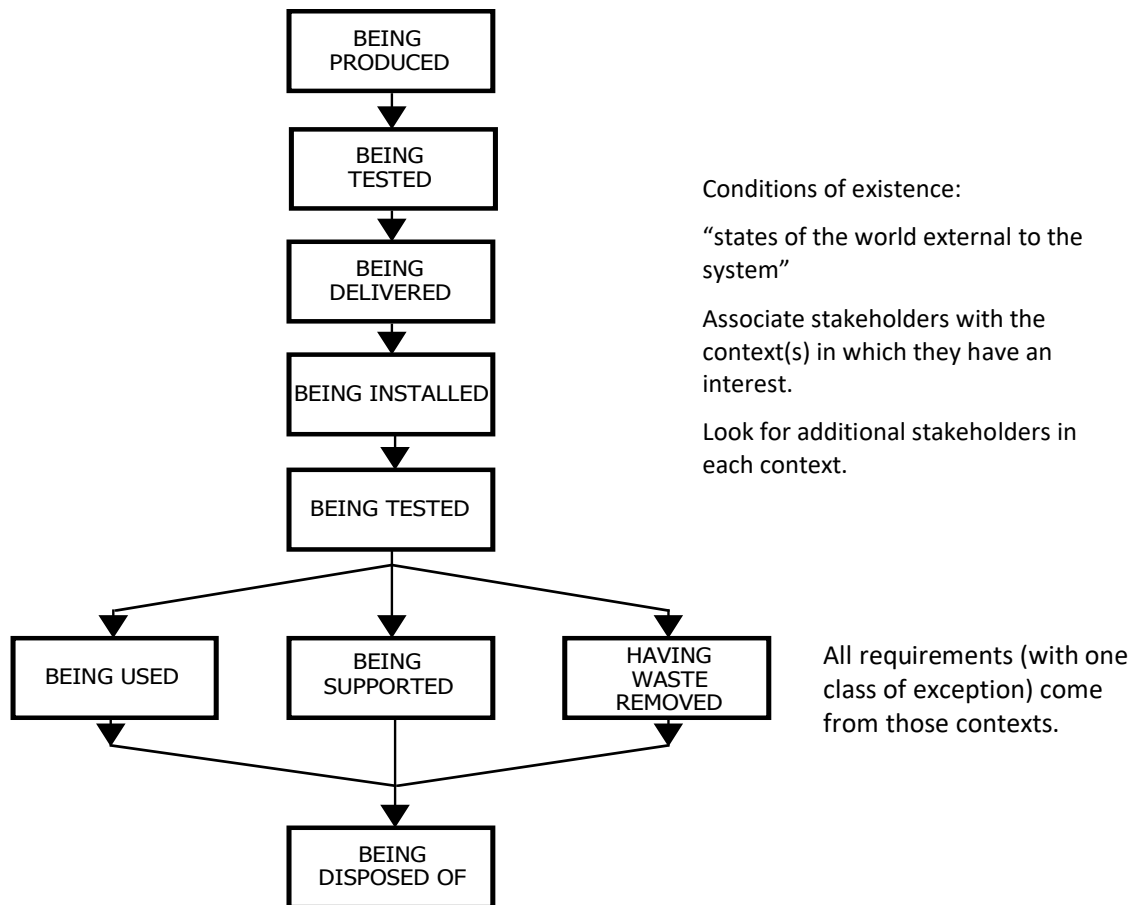 BEING
PRODUCED
BEING
TESTED
BEING
DELIVERED
BEING INSTALLED
BEING TESTED
Conditions of existence:
“states of the world external to the
system”
Associate stakeholders with the
context(s) in which they have an
interest.
Look for additional stakeholders in
each context.
BEING USED
BEING
SUPPORTED
HAVING
WASTE
REMOVED
All requirements (with one
class of exception) come
from those contexts.
BEING
DISPOSED OF